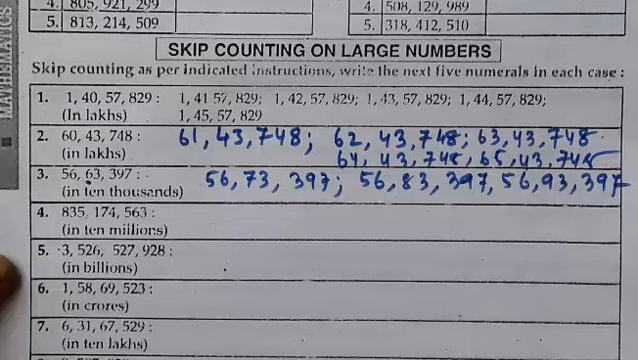 4. 805, 921, 299
4. 508, 129, 989
5. 813, 214, 509
5. 318, 412, 510
MATHEMATICS
SKIP COUNTING ON LARGE NUMBERS
Skip counting as per indicated instructions, write the next five numerals in each case :
1. 1, 40, 57, 829 : 1, 41 57, 829; 1, 42, 57, 829; 1, 43, 57, 829; 1, 44, 57, 829;
(In lakhs) 1, 45, 57, 829
2. 60, 43, 748 : 61, 43, 748; 62, 43, 748; 63, 43, 748
(in lakhs) 64, 43, 748, 65, 43, 748
3. 56, 63, 397 : 56, 73, 397; 56, 83, 397, 56, 93, 397
(in ten thousands)
4. 835, 174, 563 :
(in ten millions)
5. 3, 526, 527, 928 :
(in billions)
6. 1, 58, 69, 523 :
(in crores)
7. 6, 31, 67, 529 :
(in ten lakhs)